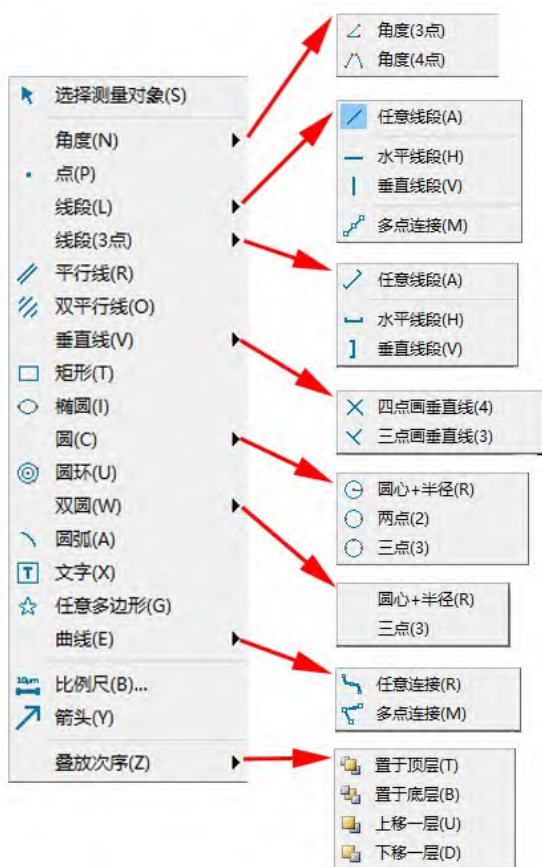 选择测量对象(S)
角度(N)
点(P)
线段(L)
线段(3点)
平行线(R)
双平行线(O)
垂直线(V)
矩形(T)
椭圆(I)
圆(C)
圆环(U)
双圆(W)
圆弧(A)
T
文字(X)
任意多边形(G)
曲线(E)
10μm
比例尺(B)...
箭头(Y)
叠放次序(Z)
角度(3点)
角度(4点)
任意线段(A)
水平线段(H)
垂直线段(V)
多点连接(M)
任意线段(A)
水平线段(H)
垂直线段(V)
四点画垂直线(4)
三点画垂直线(3)
圆心+半径(R)
两点(2)
三点(3)
圆心+半径(R)
三点(3)
任意连接(R)
多点连接(M)
置于顶层(T)
置于底层(B)
上移一层(U)
下移一层(D)